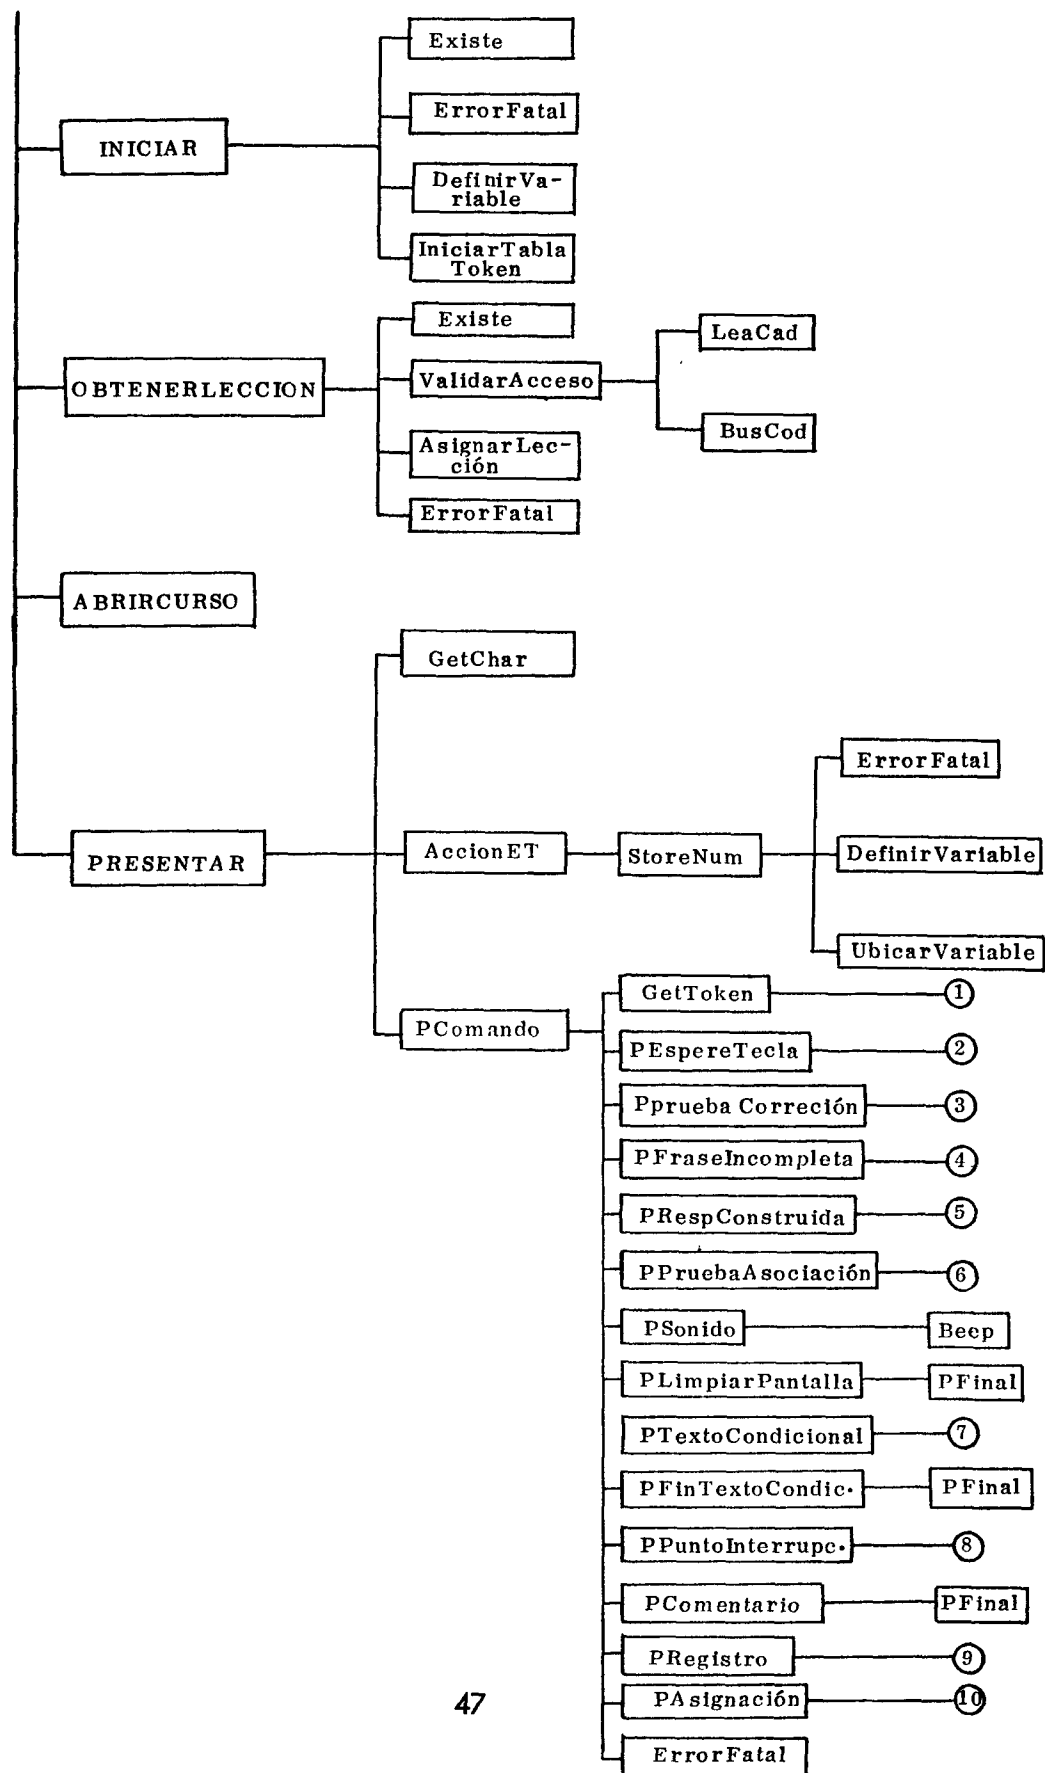 Existe
ErrorFatal
INICIAR
DefinirVa-
riable
IniciarTabla
Token
Existe
LeaCad
OBTENERLECCION
ValidarAcceso
BusCod
AsignarLec-
ción
ErrorFatal
ABRIRCURSO
GetChar
ErrorFatal
PRESENTAR
AccionET
StoreNum
DefinirVariable
UbicarVariable
PComando
GetToken
1
PEspereTecla
2
Pprueba Correción
3
PFraseIncompleta
4
PRespConstruida
5
PPruebaAsociación
6
PSonido
Beep
PLimpiarPantalla
PFinal
PTextoCondicional
7
PFinTextoCondic.
PFinal
PPuntoInterrupc.
8
PComentario
PFinal
PRegistro
9
PAsignación
10
ErrorFatal
47